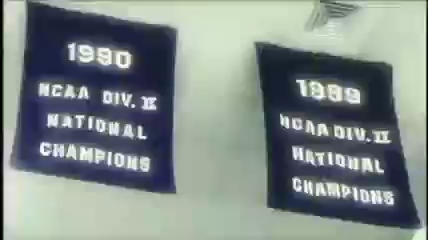 1990
NCAA DIV. II
NATIONAL
CHAMPIONS
1989
NCAA DIV. II
NATIONAL
CHAMPIONS